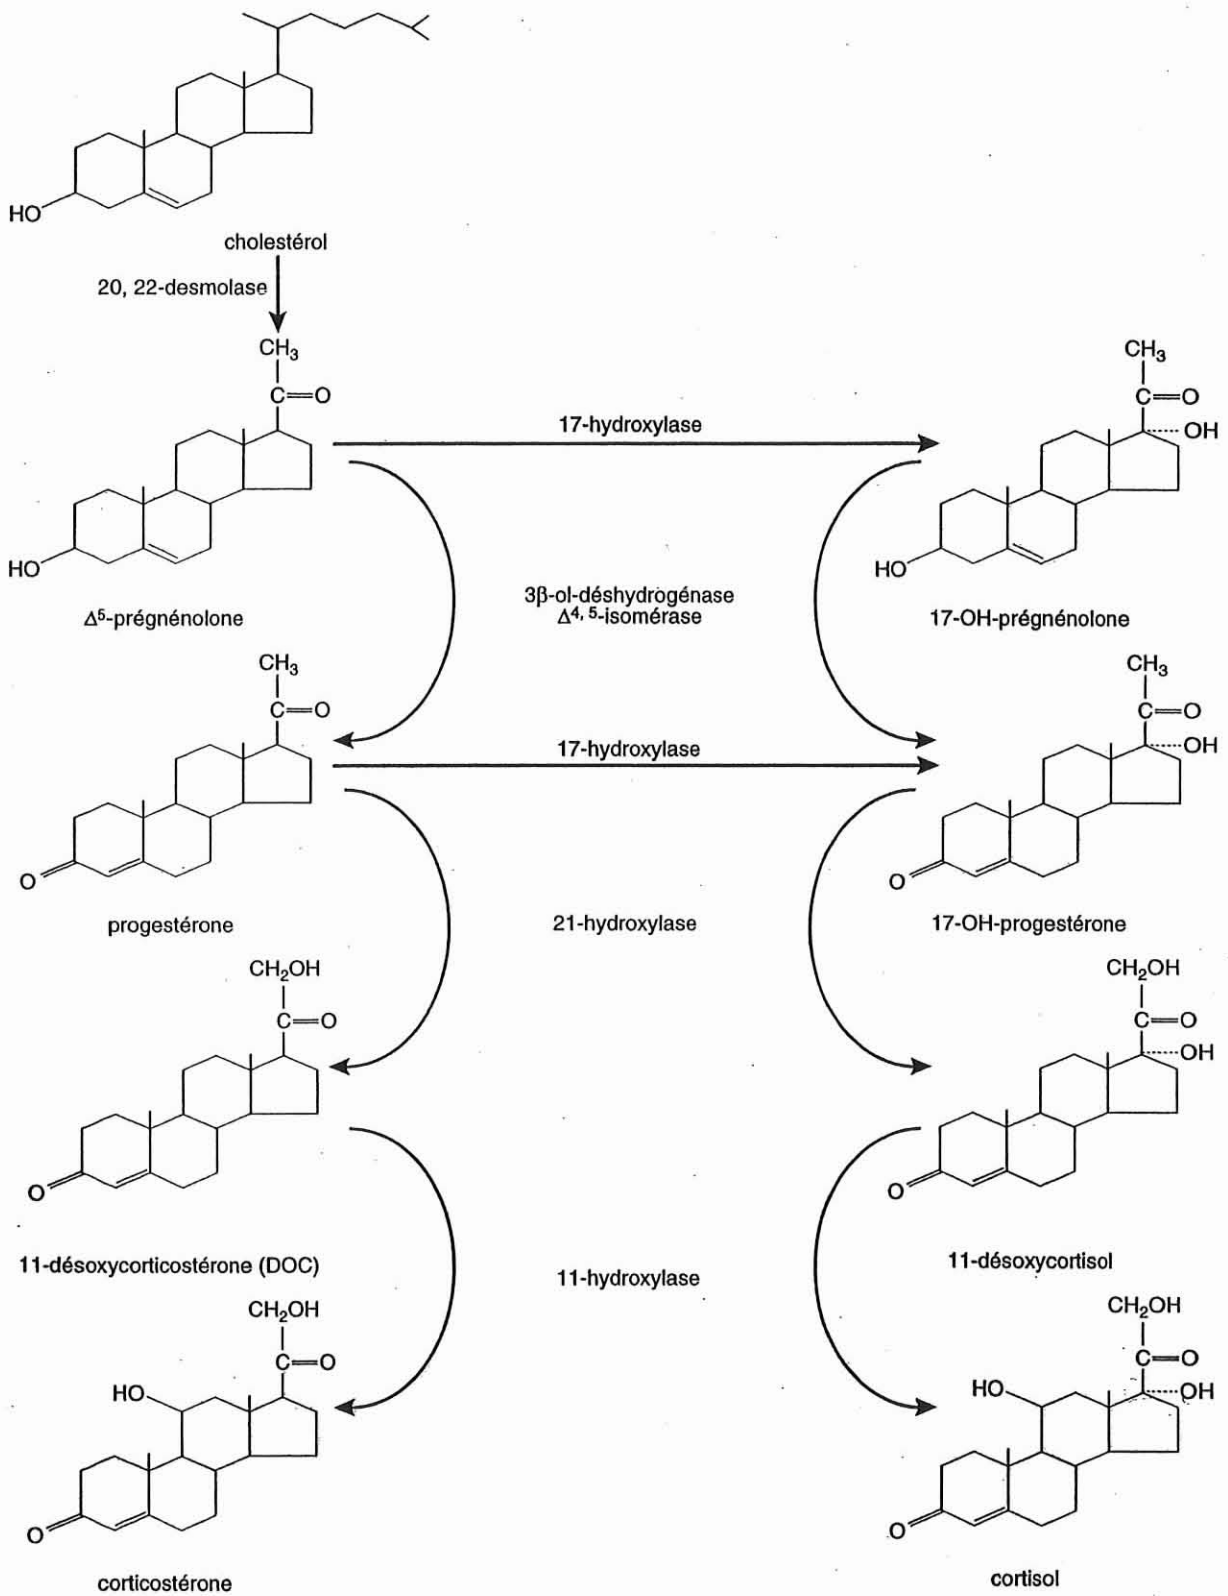 HO
cholestérol
20, 22-desmolase
CH₃
C=O
HO
Δ⁵-prégnénolone
17-hydroxylase
CH₃
C=O
OH
HO
17-OH-prégnénolone
3β-ol-déshydrogénase
Δ⁴,⁵-isomérase
CH₃
C=O
O
progestérone
17-hydroxylase
CH₃
C=O
OH
O
17-OH-progestérone
21-hydroxylase
CH₂OH
C=O
O
11-désoxycorticostérone (DOC)
CH₂OH
C=O
OH
O
11-désoxycortisol
11-hydroxylase
CH₂OH
C=O
HO
O
corticostérone
CH₂OH
C=O
HO
OH
O
cortisol